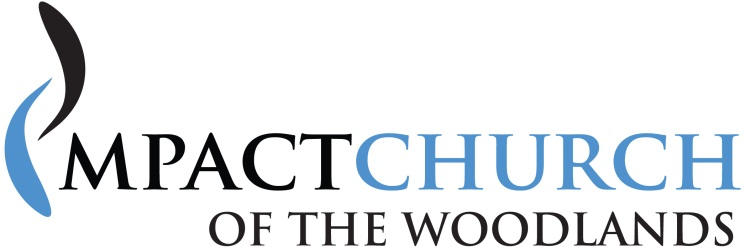 IMPACTCHURCH
OF THE WOODLANDS